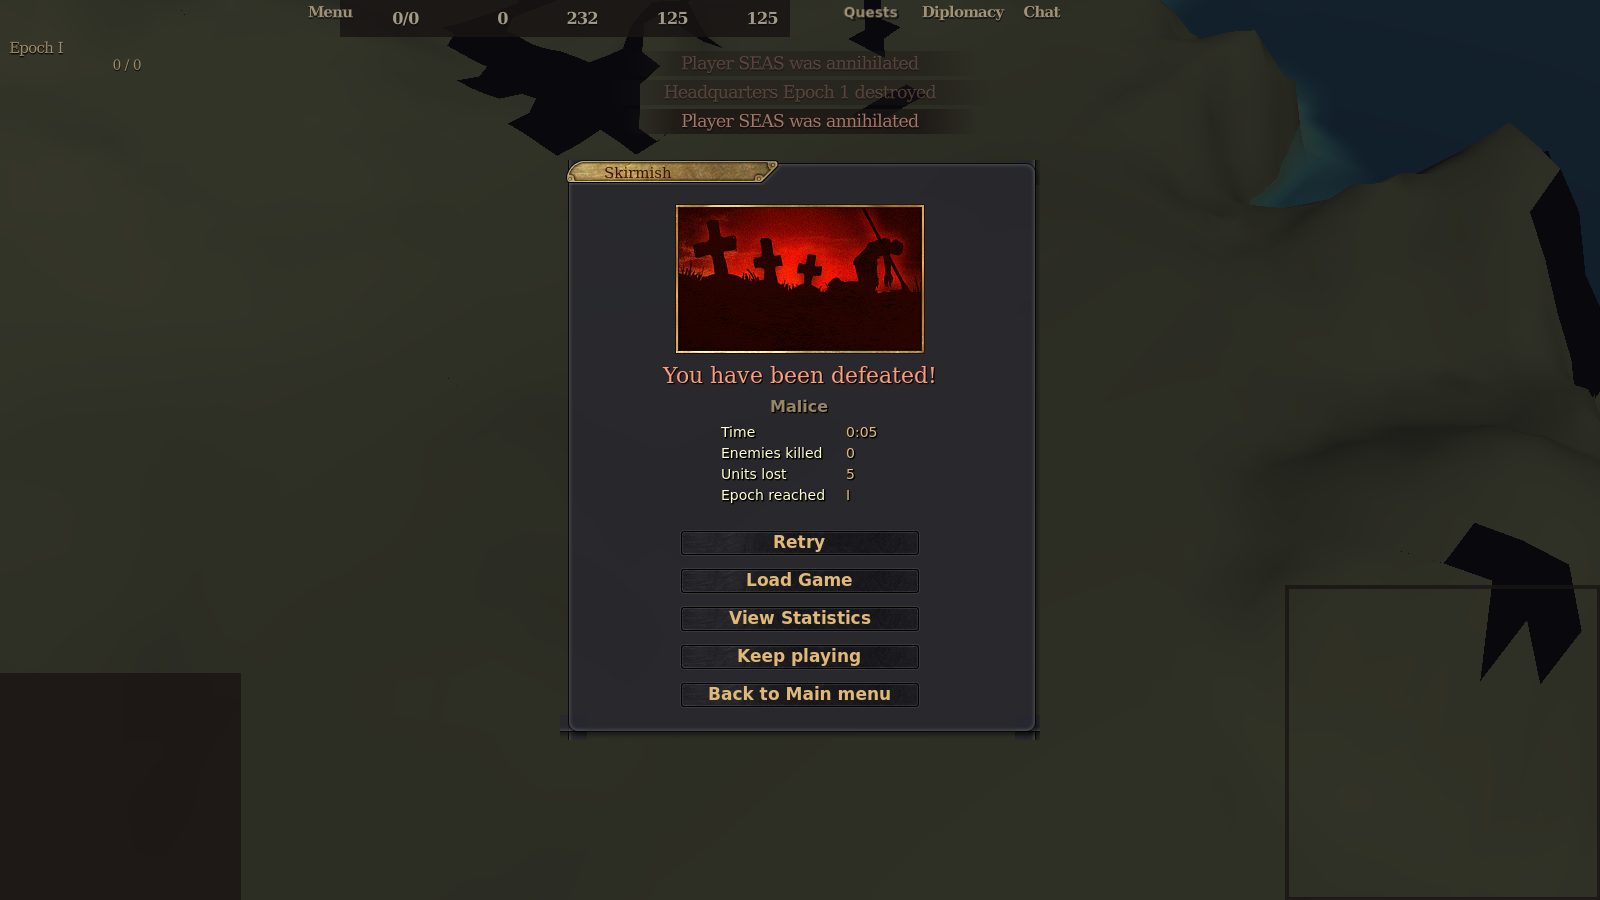 Menu 0/0 0 232 125 125 Quests Diplomacy Chat
Epoch I
0 / 0
Player SEAS was annihilated
Headquarters Epoch 1 destroyed
Player SEAS was annihilated
Skirmish
You have been defeated!
Malice
Time 0:05
Enemies killed 0
Units lost 5
Epoch reached I
Retry
Load Game
View Statistics
Keep playing
Back to Main menu